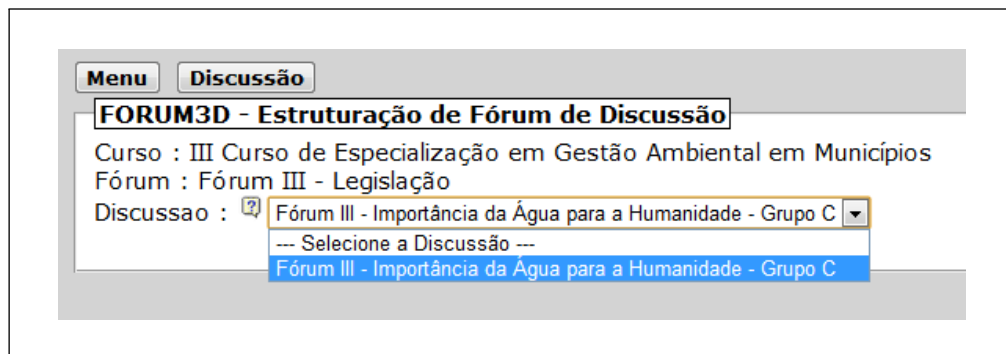 Menu Discussão
FORUM3D - Estruturação de Fórum de Discussão
Curso : III Curso de Especialização em Gestão Ambiental em Municípios
Fórum : Fórum III - Legislação
Discussao : Fórum III - Importância da Água para a Humanidade - Grupo C
--- Selecione a Discussão ---
Fórum III - Importância da Água para a Humanidade - Grupo C